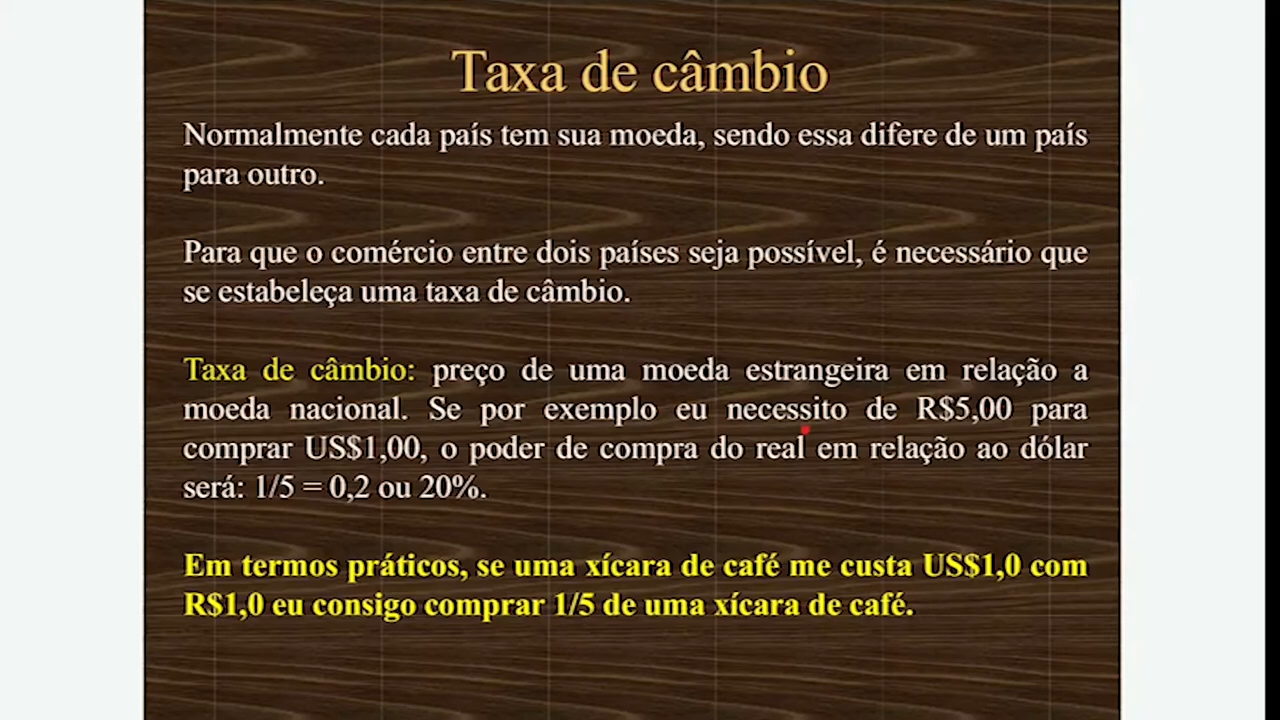 Taxa de câmbio
Normalmente cada país tem sua moeda, sendo essa difere de um país
para outro.
Para que o comércio entre dois países seja possível, é necessário que
se estabeleça uma taxa de câmbio.
Taxa de câmbio: preço de uma moeda estrangeira em relação a
moeda nacional. Se por exemplo eu necessito de R$5,00 para
comprar US$1,00, o poder de compra do real em relação ao dólar
será: 1/5 = 0,2 ou 20%.
Em termos práticos, se uma xícara de café me custa US$1,0 com
R$1,0 eu consigo comprar 1/5 de uma xícara de café.